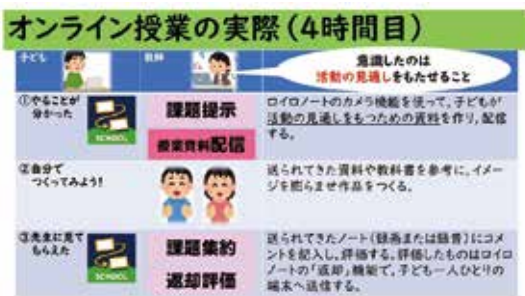 オンライン授業の実際(4時間目)
子ども
教師
意識したのは
活動の見通しをもたせること
①やることが
分かった
SCHOOL
課題提示
授業資料配信
ロイロノートのカメラ機能を使って、子どもが
活動の見通しをもつための資料を作り、配信
する。
②自分で
つくってみよう!
送られてきた資料や教科書を参考に、イメー
ジを膨らませ作品をつくる。
③先生に見て
もらえた
SCHOOL
課題集約
返却評価
送られてきたノート(録画または録音)にコメ
ントを記入し、評価する。評価したものはロイロ
ノートの「返却」機能で、子ども一人ひとりの
端末へ送信する。